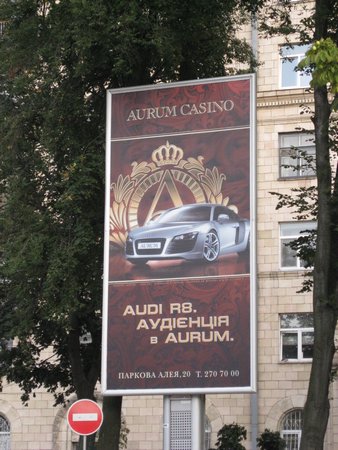 AURUM CASINO
AUDI R8.
АУДІЄНЦІЯ
в AURUM.
ПАРКОВА АЛЕЯ, 20 Т. 270 70 00